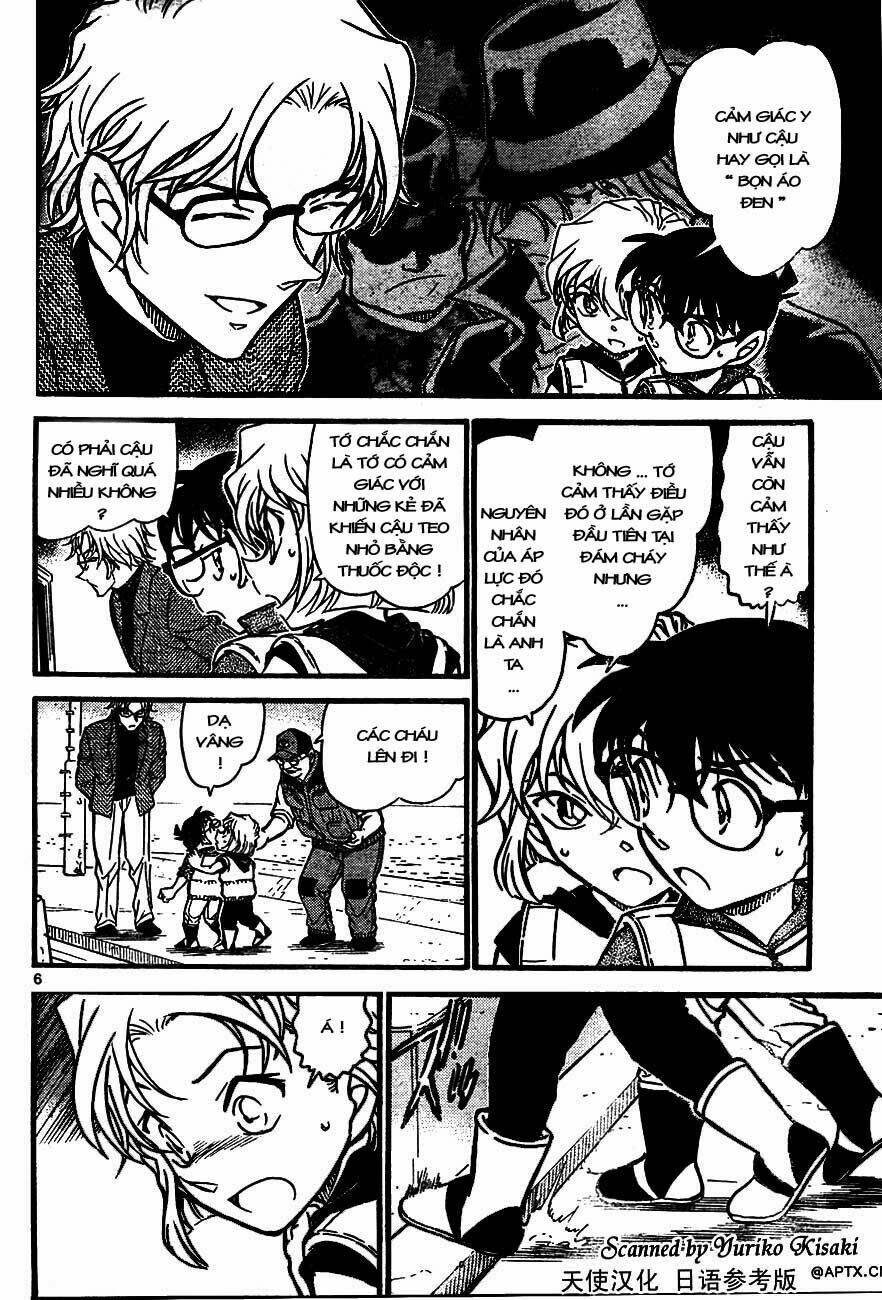 CẢM GIÁC Y
NHƯ CẬU
HAY GỌI LÀ
“ BỌN ÁO
ĐEN ”
CẬU
VẪN
CÒN
CẢM
THẤY
NHƯ
THẾ À
?
KHÔNG ... TỚ
CẢM THẤY ĐIỀU
ĐÓ Ở LẦN GẶP
ĐẦU TIÊN TẠI
ĐÁM CHÁY
NHƯNG
...
NGUYÊN
NHÂN
CỦA ÁP
LỰC ĐÓ
CHẮC
CHẮN
LÀ ANH
TA
...
TỚ CHẮC CHẮN
LÀ TỚ CÓ CẢM
GIÁC VỚI
NHỮNG KẺ ĐÃ
KHIẾN CẬU TEO
NHỎ BẰNG
THUỐC ĐỘC !
CÓ PHẢI CẬU
ĐÃ NGHĨ QUÁ
NHIỀU KHÔNG
?
CÁC CHÁU
LÊN ĐI !
DẠ
VÂNG
!
6
Á !
Scanned by Yuriko Kisaki
天使汉化 日语参考版
@APTX.C